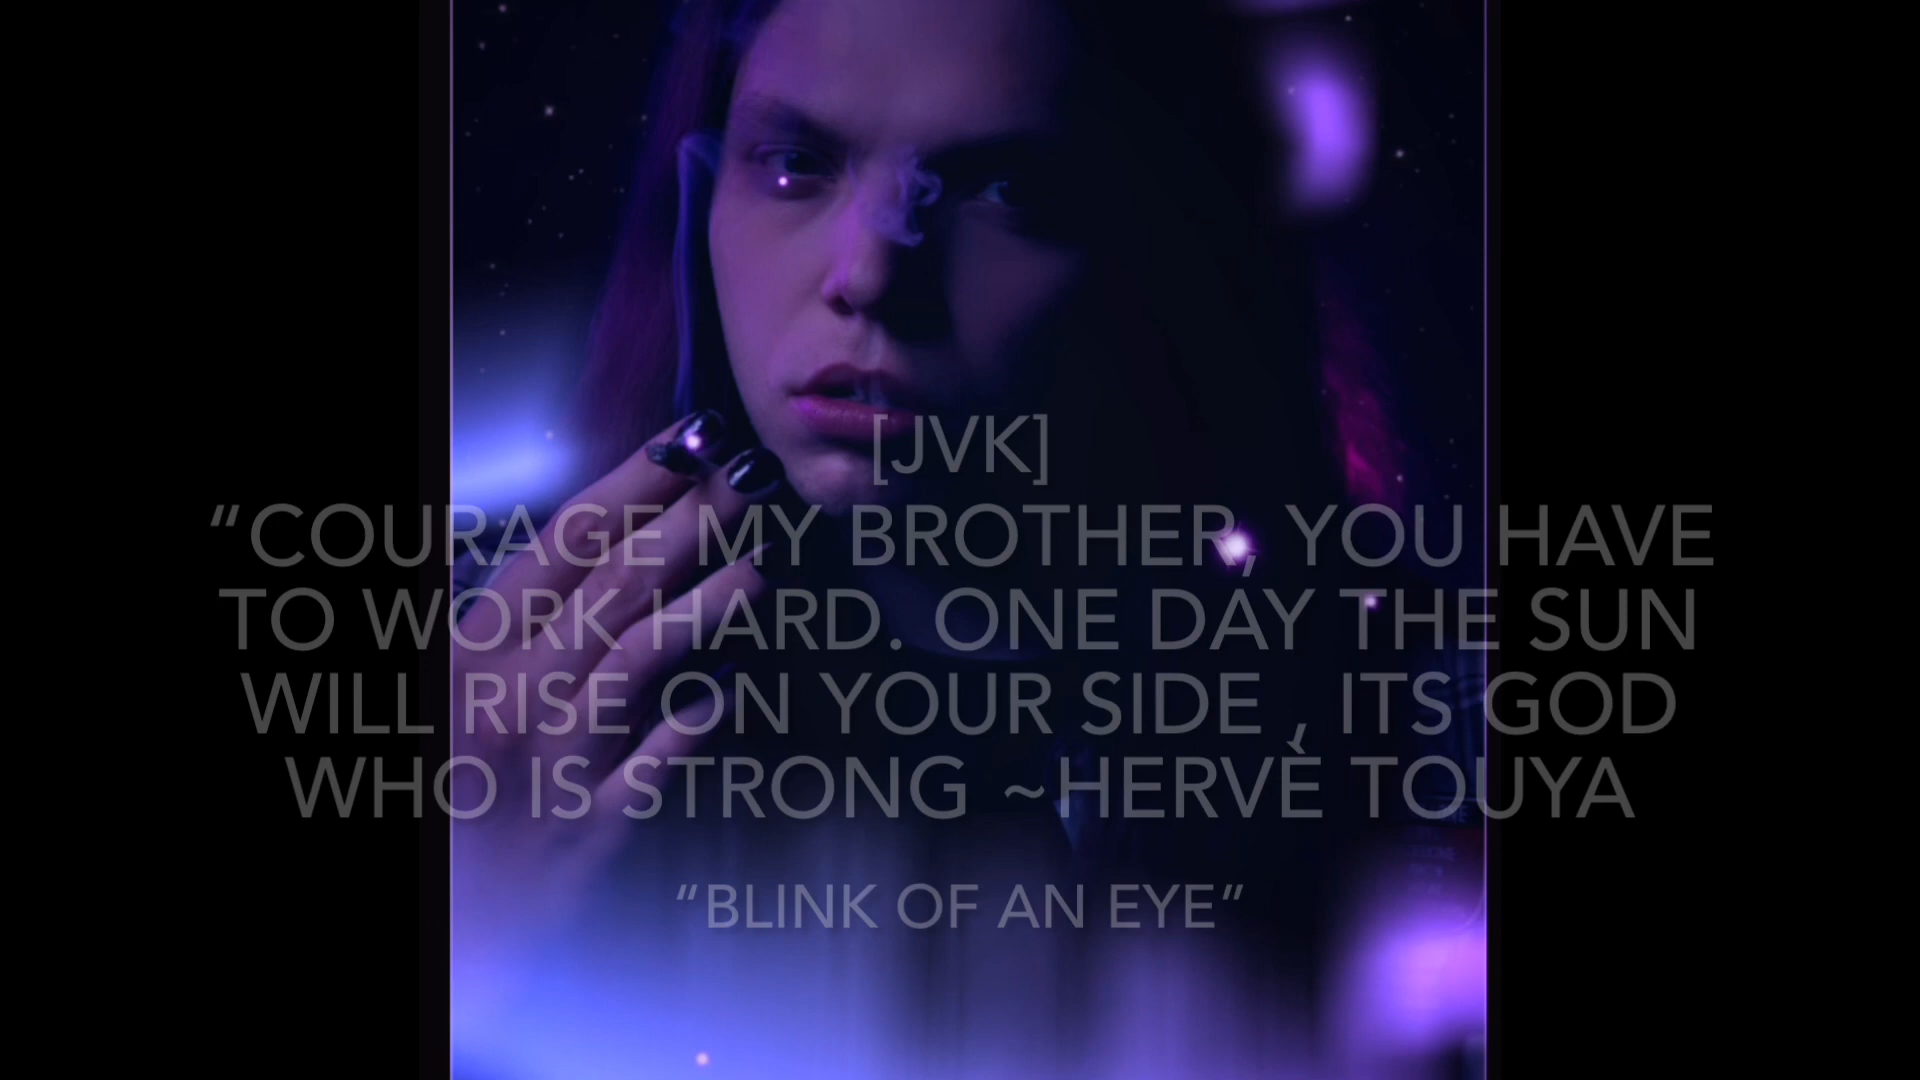 [JVK]
“COURAGE MY BROTHER, YOU HAVE
TO WORK HARD. ONE DAY THE SUN
WILL RISE ON YOUR SIDE , ITS GOD
WHO IS STRONG ~HERVÈ TOUYA
“BLINK OF AN EYE”